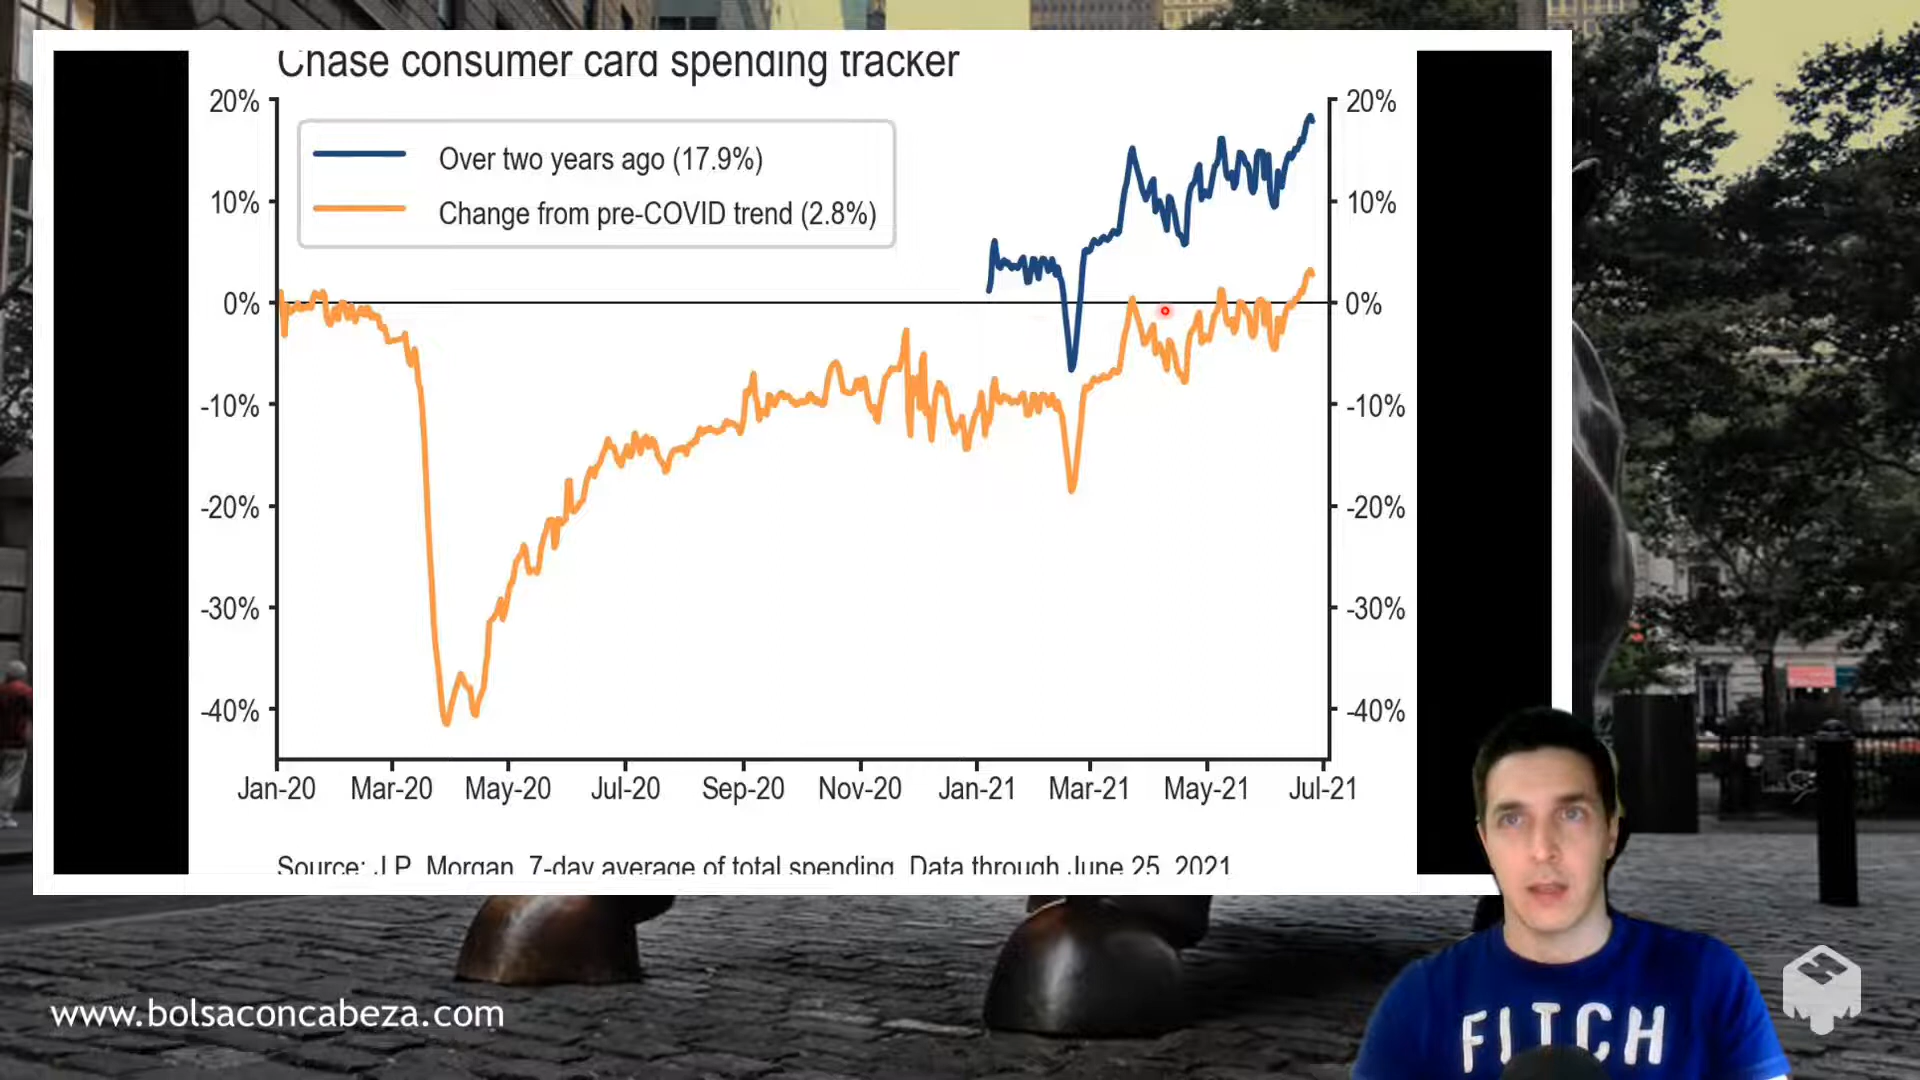 Chase consumer card spending tracker
20%
10%
0%
-10%
-20%
-30%
-40%
Over two years ago (17.9%)
Change from pre-COVID trend (2.8%)
20%
10%
0%
-10%
-20%
-30%
-40%
Jan-20 Mar-20 May-20 Jul-20 Sep-20 Nov-20 Jan-21 Mar-21 May-21 Jul-21
Source: J.P. Morgan. 7-day average of total spending. Data through June 25, 2021
www.bolsaconcabeza.com
FITCH